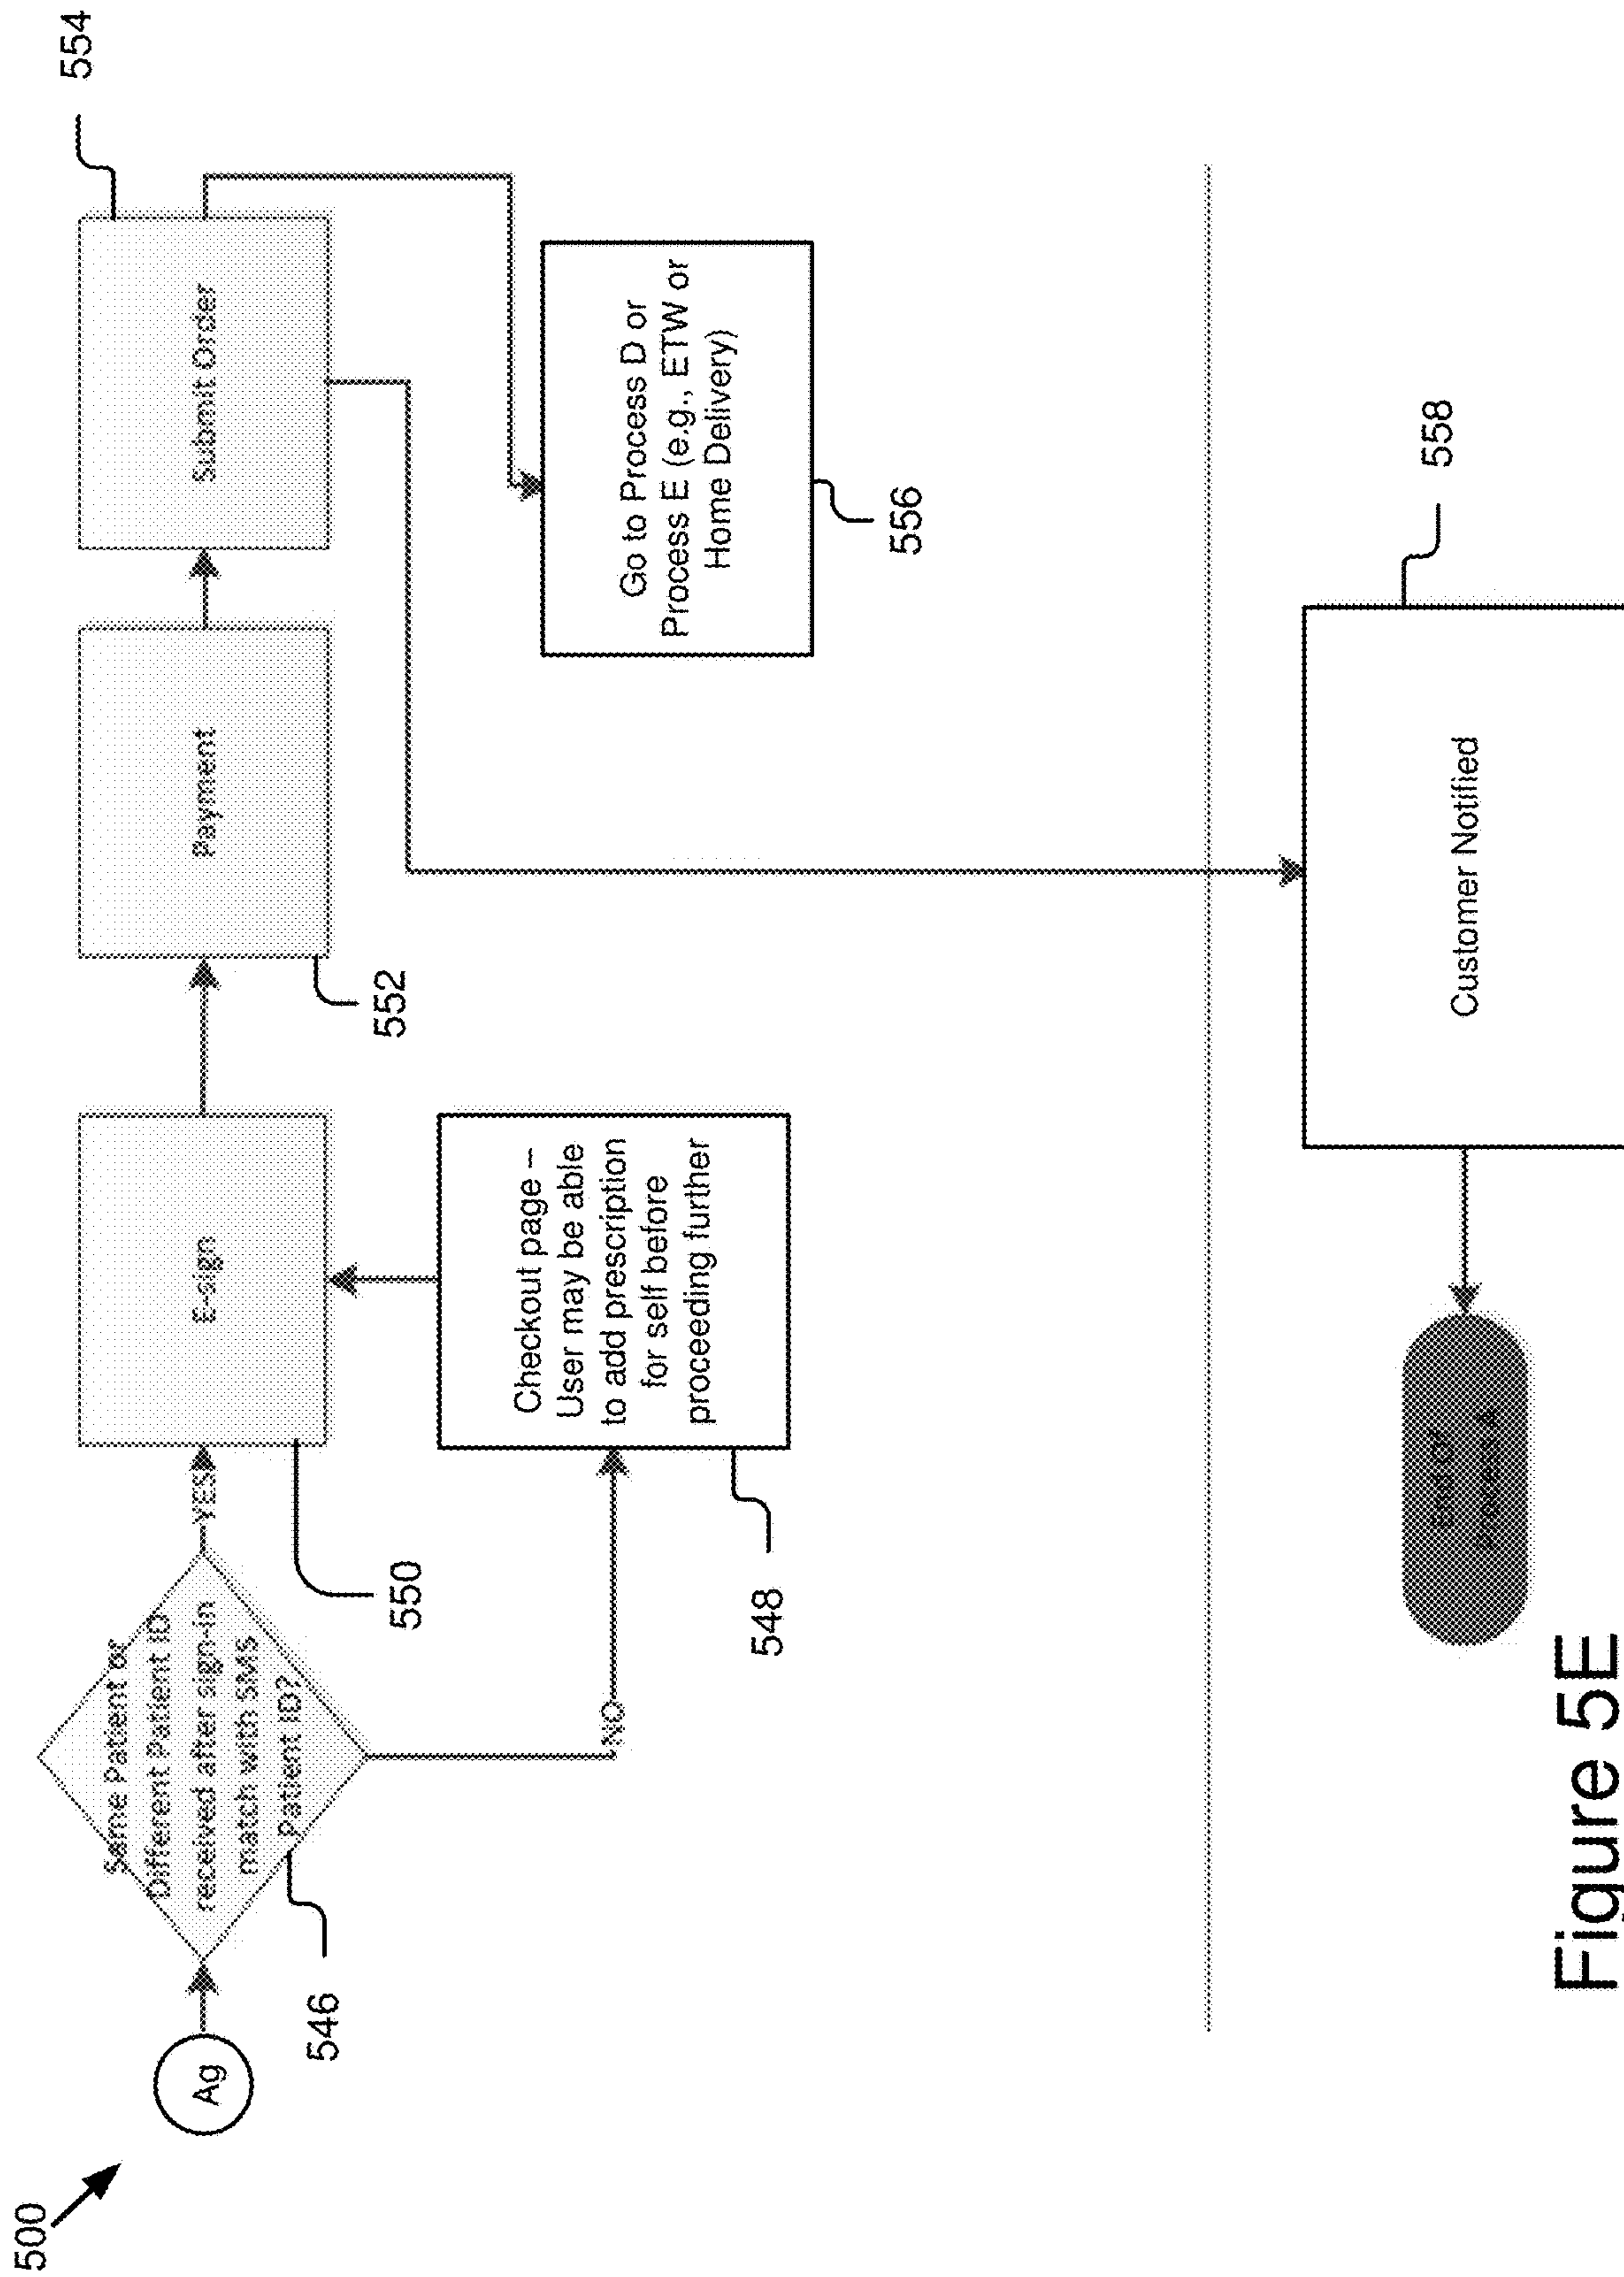 500
Ag
546
Same Patient or
Different Patient ID
received after sign-in
match with SMS
Patient ID?
YES
NO
550
E-sign
548
Checkout page –
User may be able
to add prescription
for self before
proceeding further
552
Payment
554
Submit Order
556
Go to Process D or
Process E (e.g., ETW or
Home Delivery)
558
Customer Notified
End Of
Process A
Figure 5E